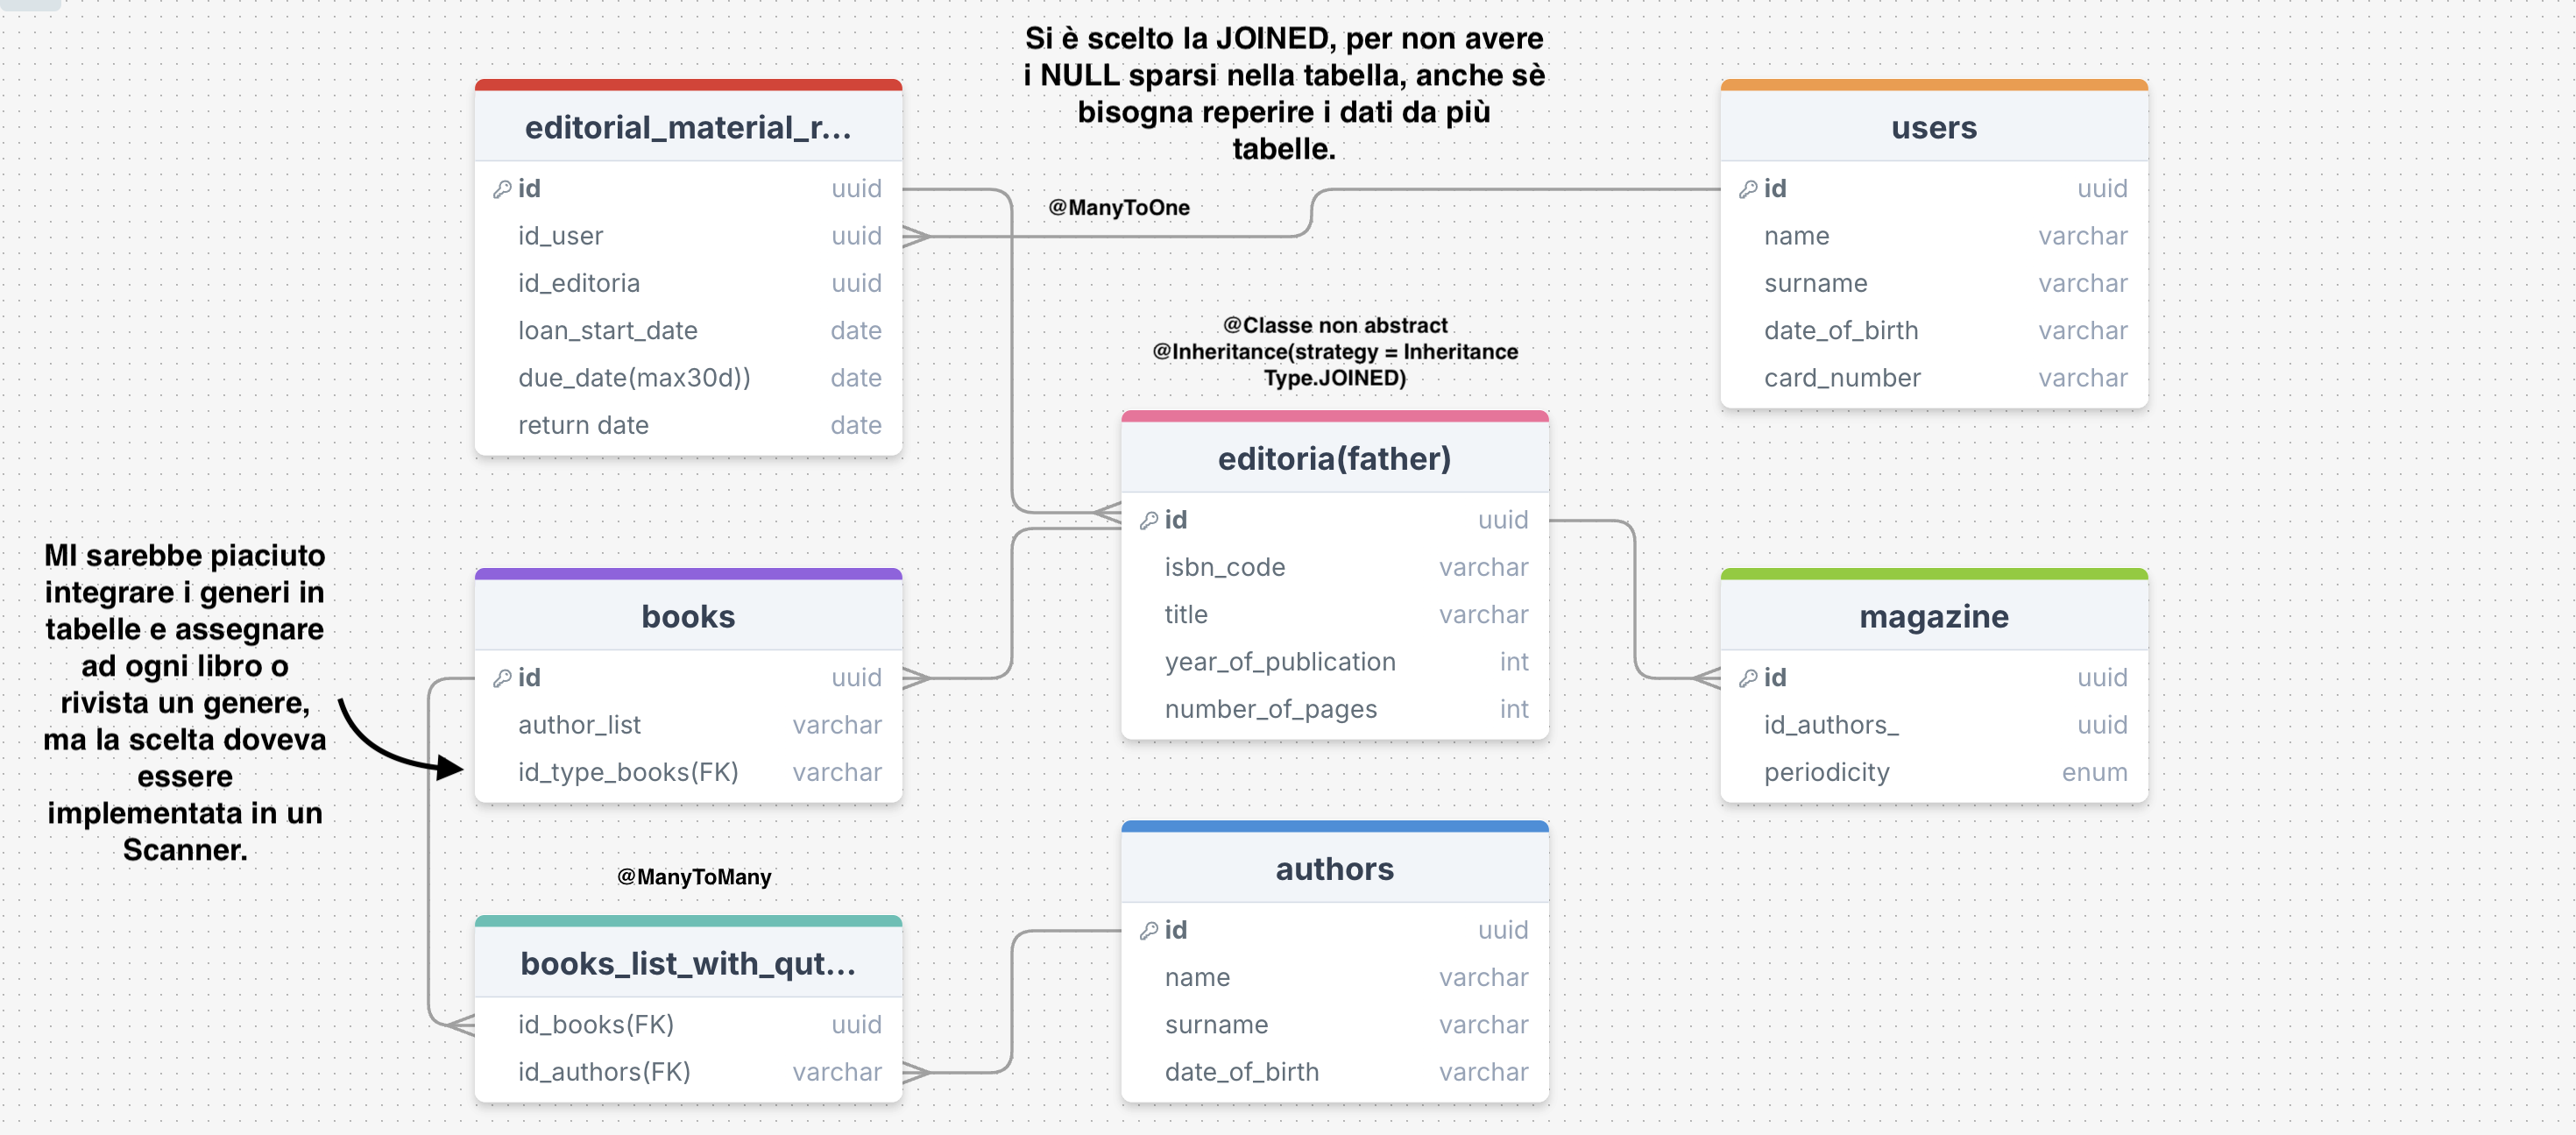 Si è scelto la JOINED, per non avere
i NULL sparsi nella tabella, anche sè
bisogna reperire i dati da più
tabelle.
editorial_material_r...
id uuid
id_user uuid
id_editoria uuid
loan_start_date date
due_date(max30d)) date
return date date
@ManyToOne
users
id uuid
name varchar
surname varchar
date_of_birth varchar
card_number varchar
@Classe non abstract
@Inheritance(strategy = Inheritance
Type.JOINED)
editoria(father)
id uuid
isbn_code varchar
title varchar
year_of_publication int
number_of_pages int
MI sarebbe piaciuto
integrare i generi in
tabelle e assegnare
ad ogni libro o
rivista un genere,
ma la scelta doveva
essere
implementata in un
Scanner.
books
id uuid
author_list varchar
id_type_books(FK) varchar
magazine
id uuid
id_authors_ uuid
periodicity enum
@ManyToMany
books_list_with_qut...
id_books(FK) uuid
id_authors(FK) varchar
authors
id uuid
name varchar
surname varchar
date_of_birth varchar